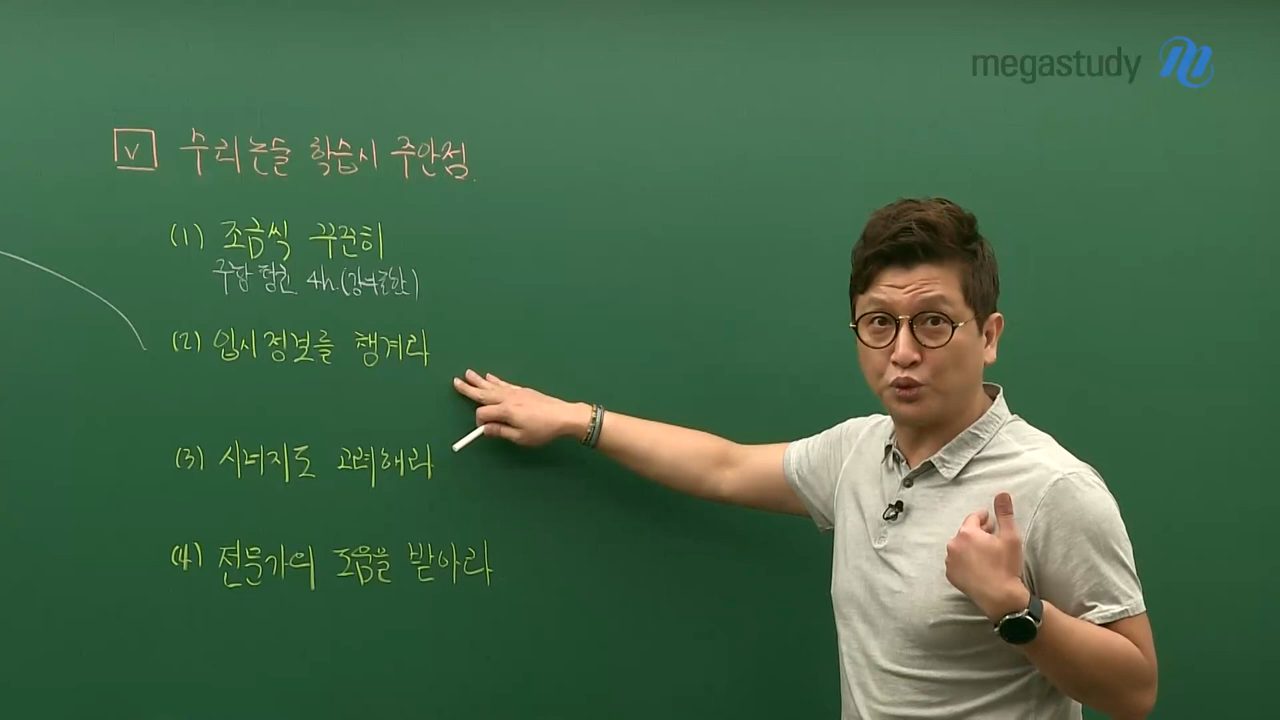 megastudy
V 수리논술 학습시 주안점.
(1) 조금씩 꾸준히
주당 평균 4h.(강의포함)
(2) 입시정보를 챙겨라
(3) 시너지도 고려해라
(4) 전문가의 도움을 받아라